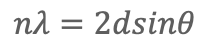 nλ = 2dsinθ